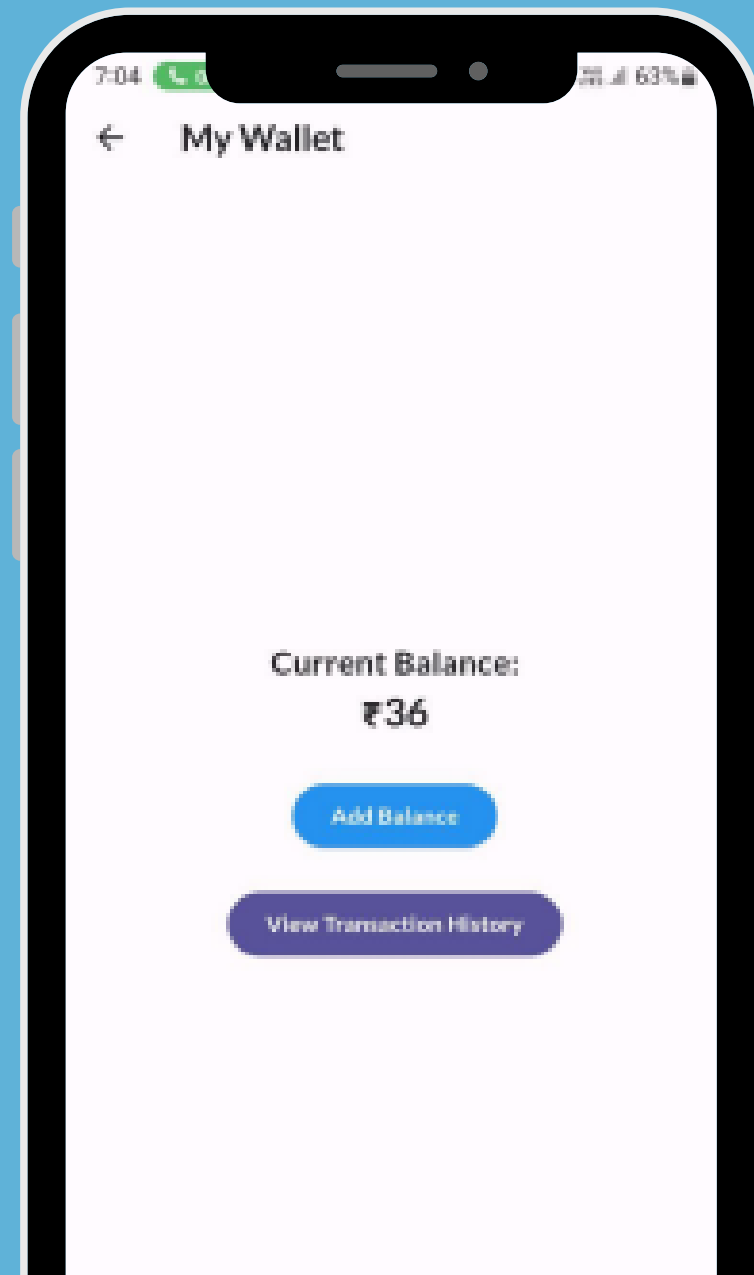 7:04 63%
My Wallet
Current Balance:
₹36
Add Balance
View Transaction History